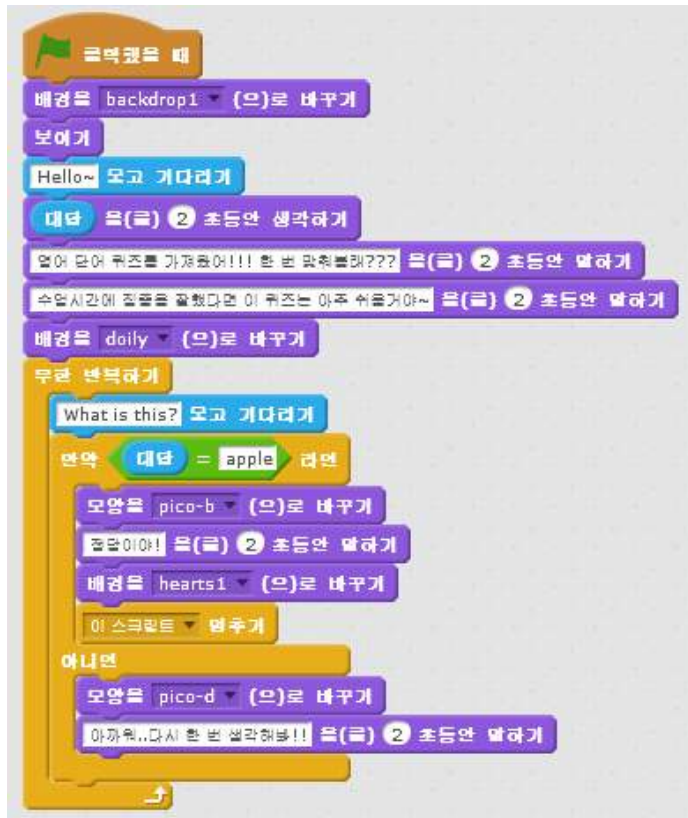 클릭했을 때
배경을 backdrop1 (으)로 바꾸기
보이기
Hello~ 묻고 기다리기
대답 을(를) 2 초동안 생각하기
영어 단어 퀴즈를 가져왔어!!! 한 번 맞춰볼래??? 을(를) 2 초동안 말하기
수업시간에 집중을 잘했다면 이 퀴즈는 아주 쉬울거야~ 을(를) 2 초동안 말하기
배경을 doily (으)로 바꾸기
무한 반복하기
What is this? 묻고 기다리기
만약 대답 = apple 라면
모양을 pico-b (으)로 바꾸기
정답이야! 을(를) 2 초동안 말하기
배경을 hearts1 (으)로 바꾸기
이 스크립트 멈추기
아니면
모양을 pico-d (으)로 바꾸기
아까워..다시 한 번 생각해봐!! 을(를) 2 초동안 말하기